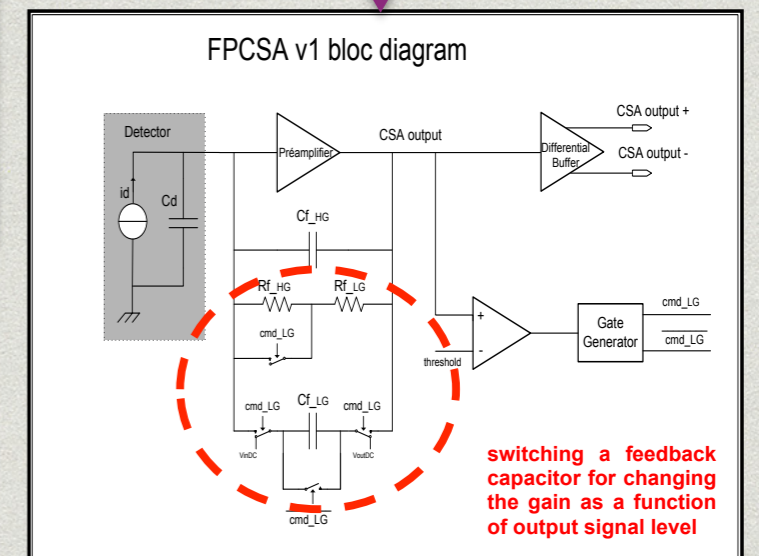 FPCSA v1 bloc diagram
Detector
id
Cd
Préamplifier
CSA output
Differential
Buffer
CSA output +
CSA output -
Cf_HG
Rf_HG
Rf_LG
cmd_LG
cmd_LG
Cf_LG
cmd_LG
VinDC
VoutDC
cmd_LG
+
-
threshold
Gate
Generator
cmd_LG
cmd_LG
switching a feedback
capacitor for changing
the gain as a function
of output signal level